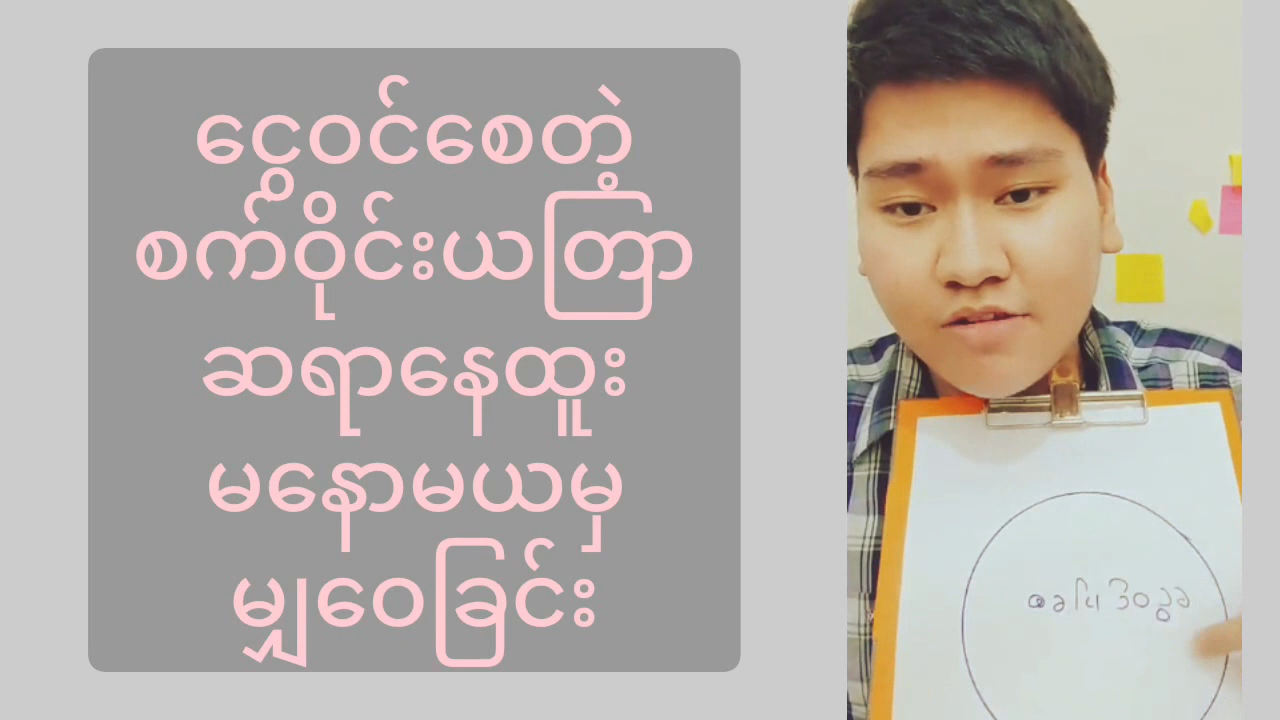 ငွေဝင်စေတဲ့
စက်ဝိုင်းယတြာ
ဆရာနေထူး
မနောမယမှ
မျှဝေခြင်း